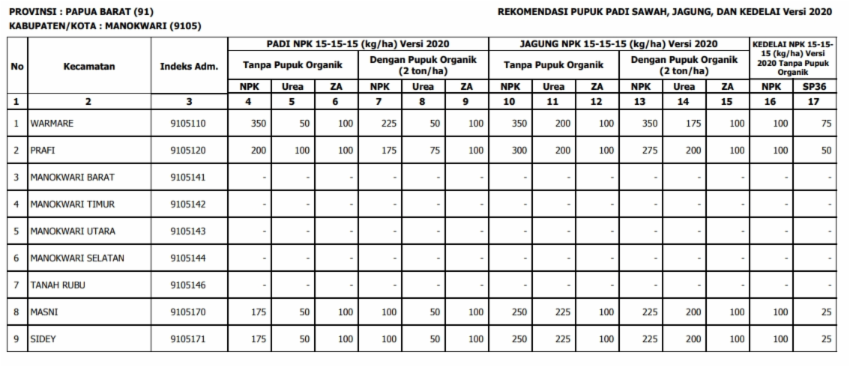 PROVINSI : PAPUA BARAT (91) REKOMENDASI PUPUK PADI SAWAH, JAGUNG, DAN KEDELAI Versi 2020
KABUPATEN/KOTA : MANOKWARI (9105)
No Kecamatan Indeks Adm. PADI NPK 15-15-15 (kg/ha) Versi 2020 JAGUNG NPK 15-15-15 (kg/ha) Versi 2020 KEDELAI NPK 15-15-15 (kg/ha) Versi 2020 Tanpa Pupuk Organik
Tanpa Pupuk Organik Dengan Pupuk Organik (2 ton/ha) Tanpa Pupuk Organik Dengan Pupuk Organik (2 ton/ha)
NPK Urea ZA NPK Urea ZA NPK Urea ZA NPK Urea ZA NPK SP36
1 2 3 4 5 6 7 8 9 10 11 12 13 14 15 16 17
1 WARMARE 9105110 350 50 100 225 50 100 350 200 100 350 175 100 100 75
2 PRAFI 9105120 200 100 100 175 75 100 300 200 100 275 200 100 100 50
3 MANOKWARI BARAT 9105141 - - - - - - - - - - - - - -
4 MANOKWARI TIMUR 9105142 - - - - - - - - - - - - - -
5 MANOKWARI UTARA 9105143 - - - - - - - - - - - - - -
6 MANOKWARI SELATAN 9105144 - - - - - - - - - - - - - -
7 TANAH RUBU 9105146 - - - - - - - - - - - - - -
8 MASNI 9105170 175 50 100 100 50 100 250 225 100 225 200 100 100 25
9 SIDEY 9105171 175 50 100 100 50 100 250 225 100 225 200 100 100 25